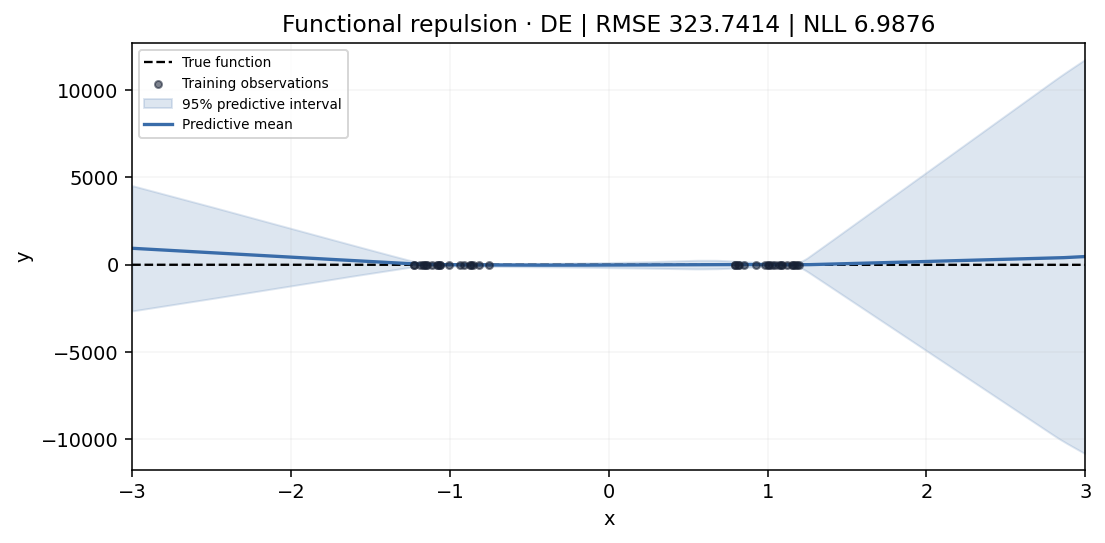 Functional repulsion · DE | RMSE 323.7414 | NLL 6.9876
True function
Training observations
95% predictive interval
Predictive mean
10000
5000
0
−5000
−10000
y
−3
−2
−1
0
1
2
3
x